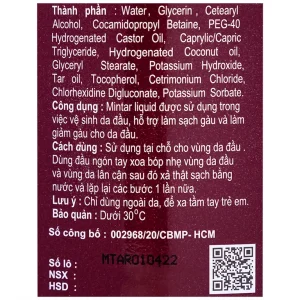 Thành phần : Water, Glycerin, Cetearyl
Alcohol, Cocamidopropyl Betaine, PEG-40
Hydrogenated Castor Oil, Caprylic/Capric
Triglyceride, Hydrogenated Coconut oil,
Glyceryl Stearate, Potassium Hydroxide,
Tar oil, Tocopherol, Cetrimonium Chloride,
Chlorhexidine Digluconate, Potassium Sorbate.
Công dụng : Mintar liquid được sử dụng trong
việc vệ sinh da đầu, hỗ trợ làm sạch gàu và làm
giảm gàu cho da đầu.
Cách dùng : Sử dụng tại chỗ cho vùng da đầu.
Dùng đầu ngón tay xoa bóp nhẹ vùng da đầu
và vùng da lân cận sau đó xả thật sạch bằng
nước và lặp lại các bước 1 lần nữa.
Lưu ý : Chỉ dùng ngoài da, để xa tầm tay trẻ em.
Bảo quản : Dưới 30°C
Số công bố : 002968/20/CBMP- HCM
MTAR010422
Số lô :
NSX :
HSD :